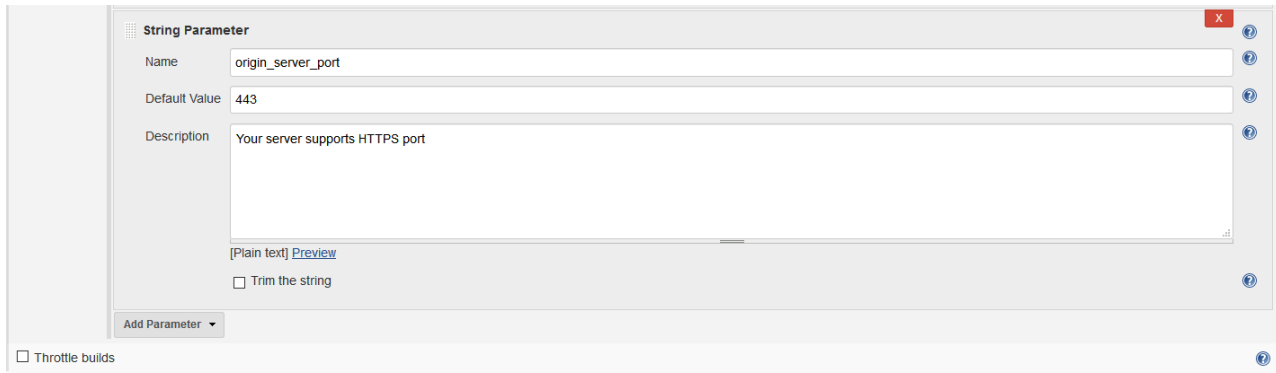 String Parameter
X
Name
origin_server_port
Default Value
443
Description
Your server supports HTTPS port
[Plain text] Preview
Trim the string
Add Parameter
Throttle builds